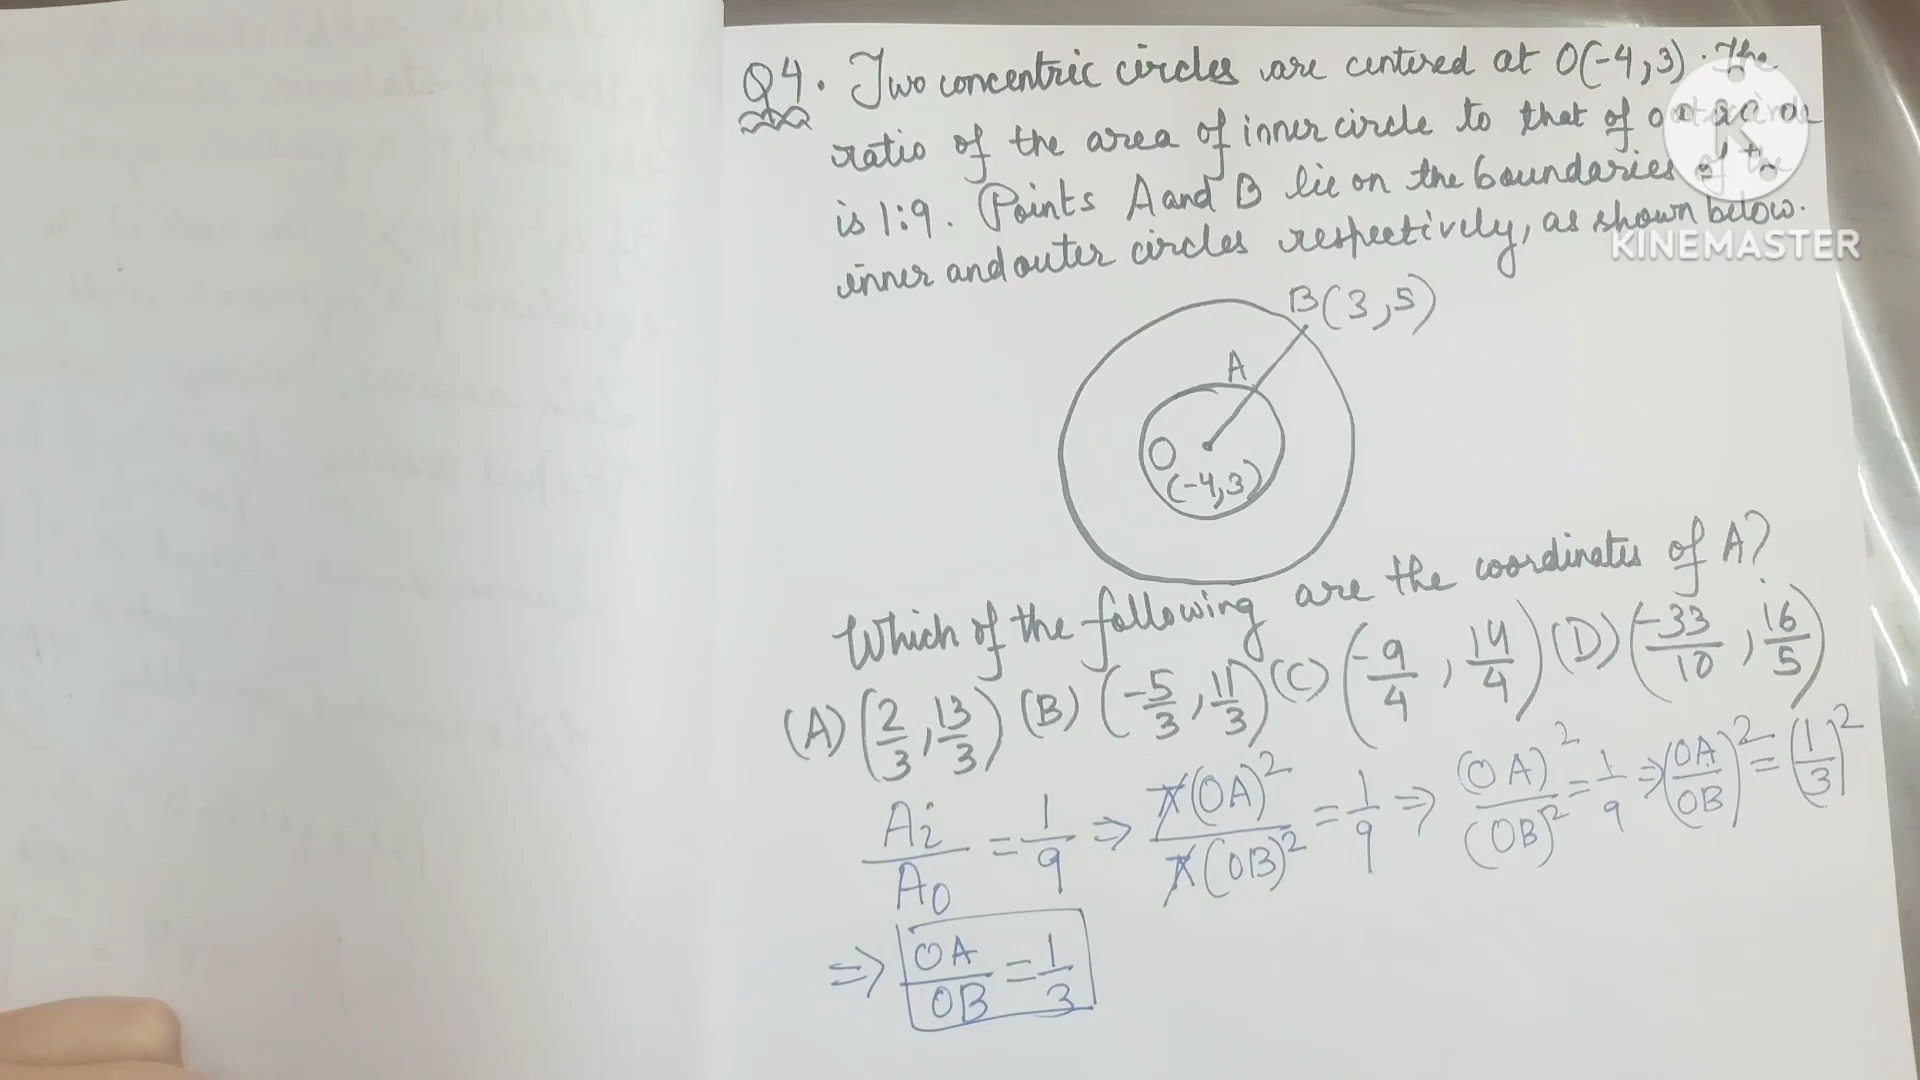 Q4. Two concentric circles are centered at O(-4,3). The
ratio of the area of inner circle to that of
is 1:9. Points A and B lie on the boundaries of the
inner and outer circles respectively, as shown below.
KINEMASTER
B(3,5)
A
O
(-4,3)
Which of the following are the coordinates of A?
(A) (2/3, 13/3) (B) (-5/3, 11/3) (C) (-9/4, 14/4) (D) (-33/10, 16/5)
Ai/Ao = 1/9 ⇒ π(OA)²/π(OB)² = 1/9 ⇒ (OA)²/(OB)² = 1/9 ⇒ (OA/OB)² = (1/3)²
⇒ OA/OB = 1/3